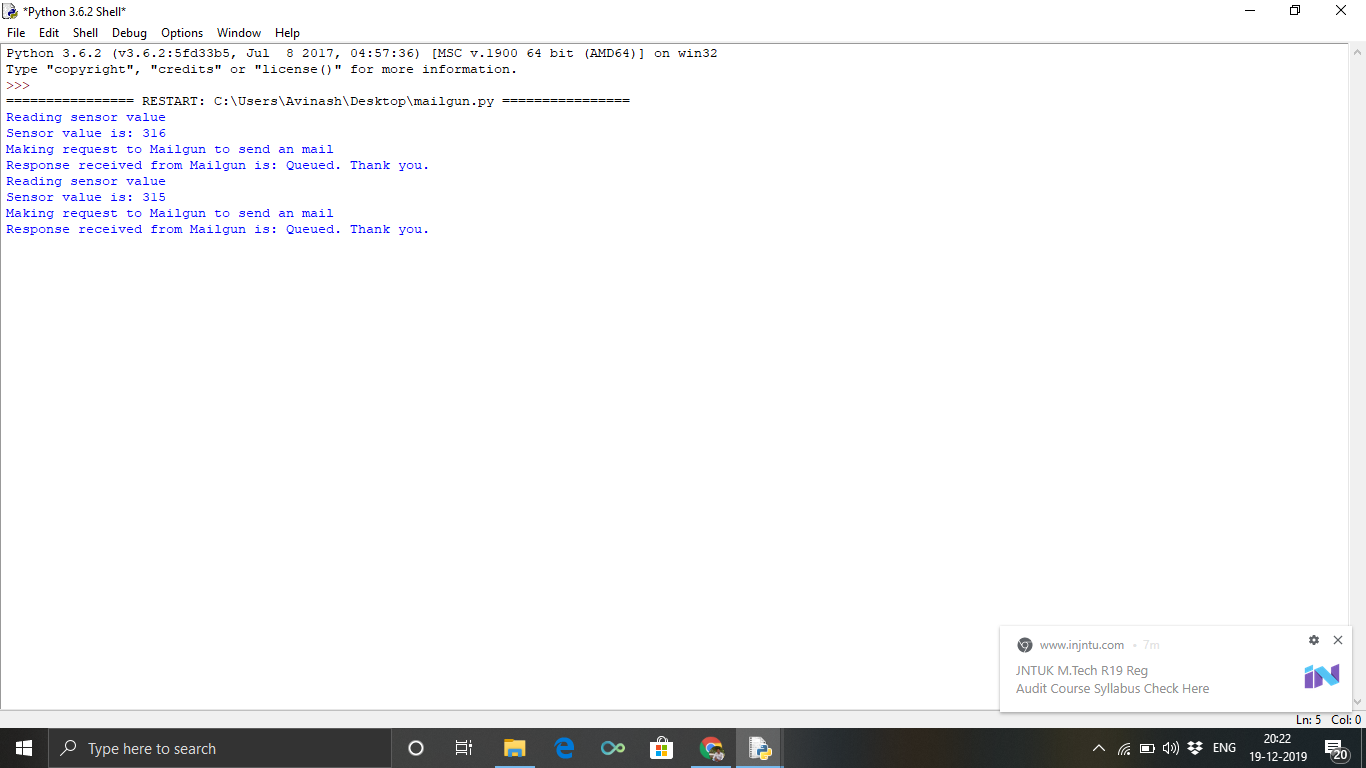 *Python 3.6.2 Shell*
File Edit Shell Debug Options Window Help
Python 3.6.2 (v3.6.2:5fd33b5, Jul  8 2017, 04:57:36) [MSC v.1900 64 bit (AMD64)] on win32
Type "copyright", "credits" or "license()" for more information.
>>>
================ RESTART: C:\Users\Avinash\Desktop\mailgun.py ================
Reading sensor value
Sensor value is: 316
Making request to Mailgun to send an mail
Response received from Mailgun is: Queued. Thank you.
Reading sensor value
Sensor value is: 315
Making request to Mailgun to send an mail
Response received from Mailgun is: Queued. Thank you.
www.injntu.com • 7m
JNTUK M.Tech R19 Reg
Audit Course Syllabus Check Here
iN
Ln: 5 Col: 0
Type here to search
ENG
20:22
19-12-2019
20